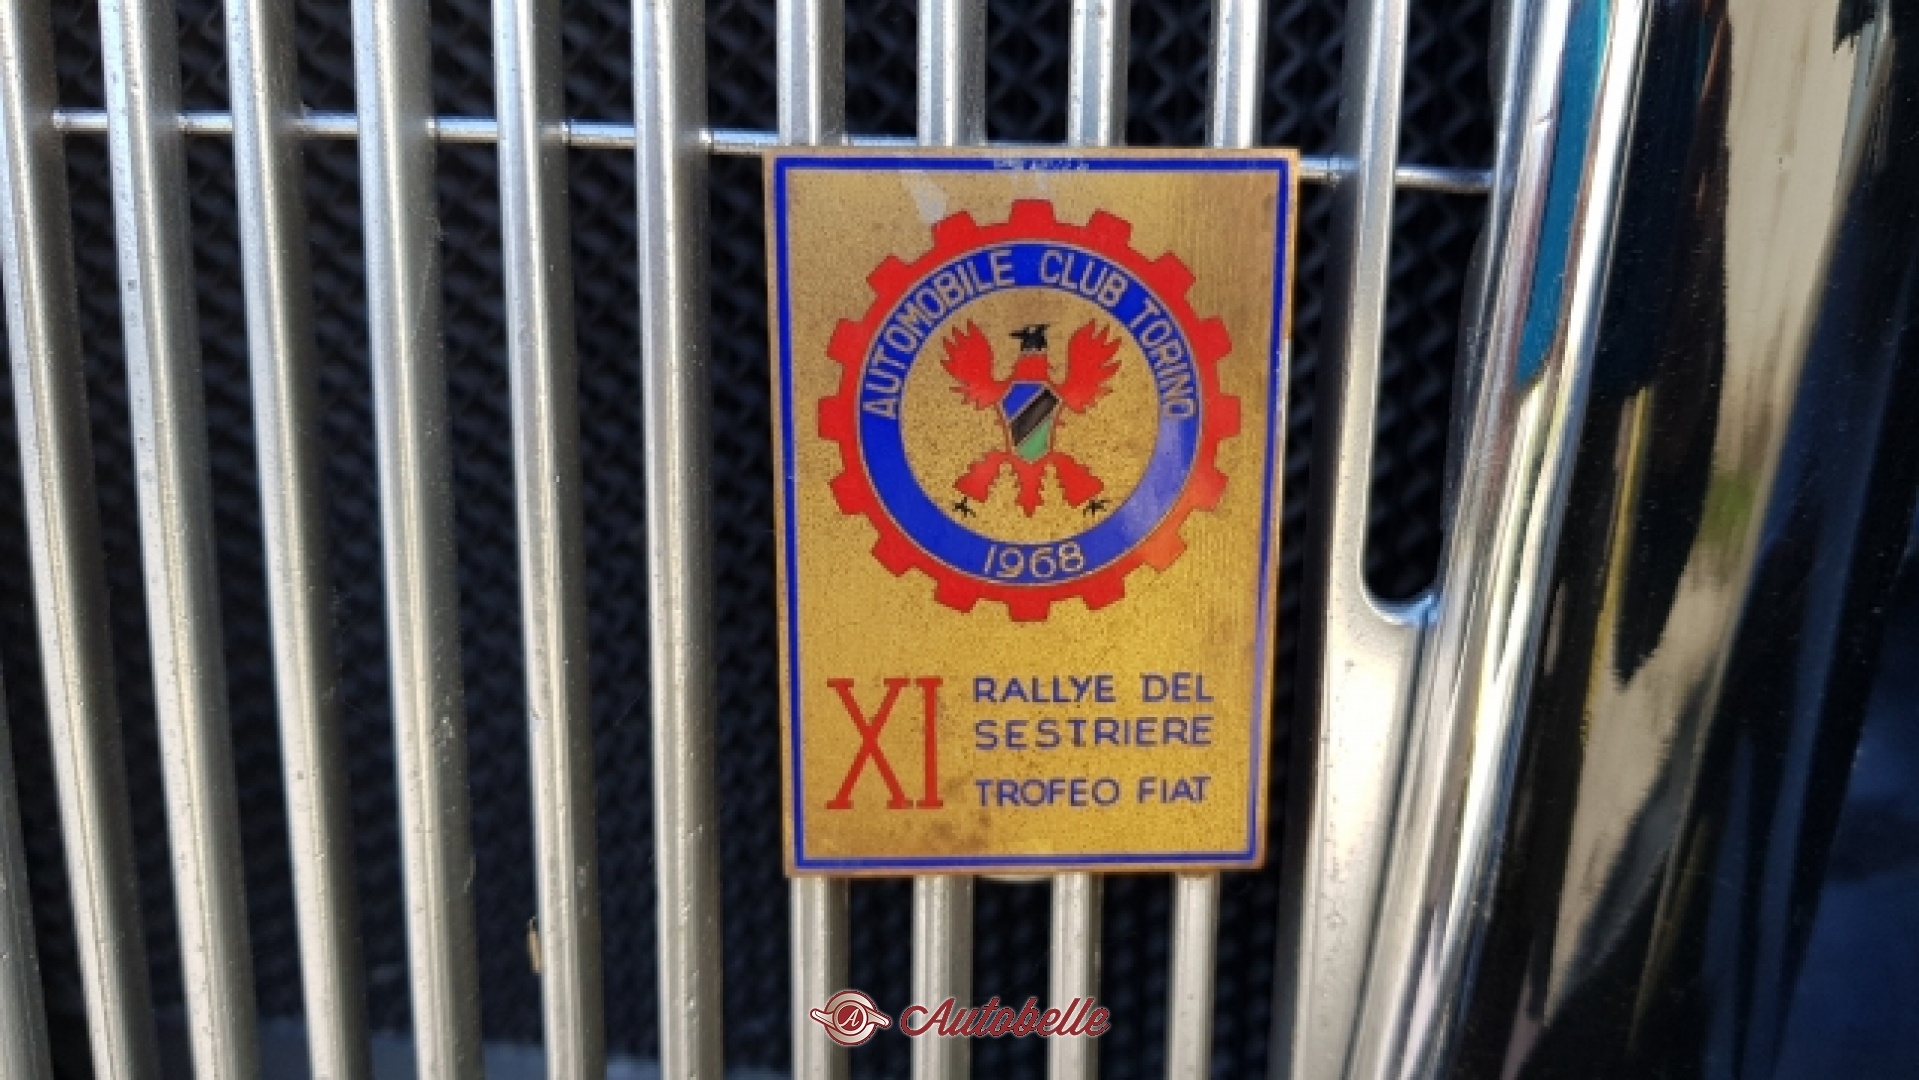 AUTOMOBILE CLUB TORINO
1968
XI RALLYE DEL
SESTRIERE
TROFEO FIAT
A Autobelle